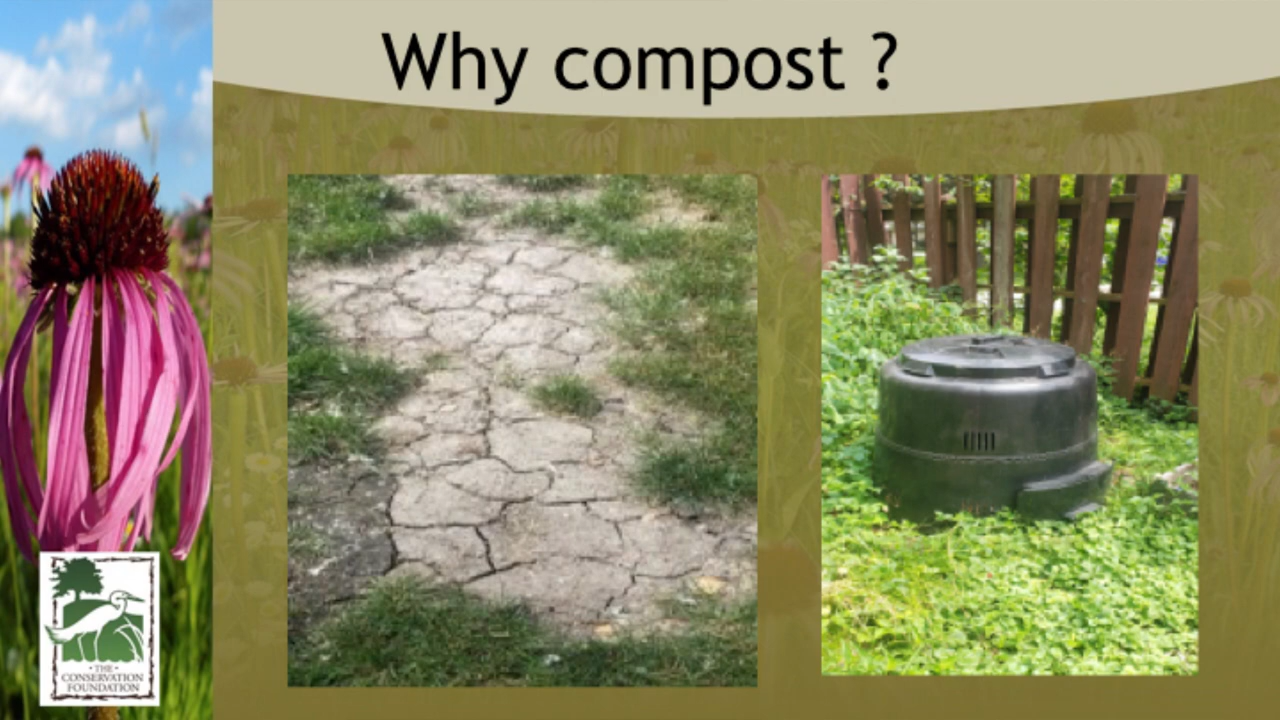 Why compost ?
• THE •
CONSERVATION
FOUNDATION